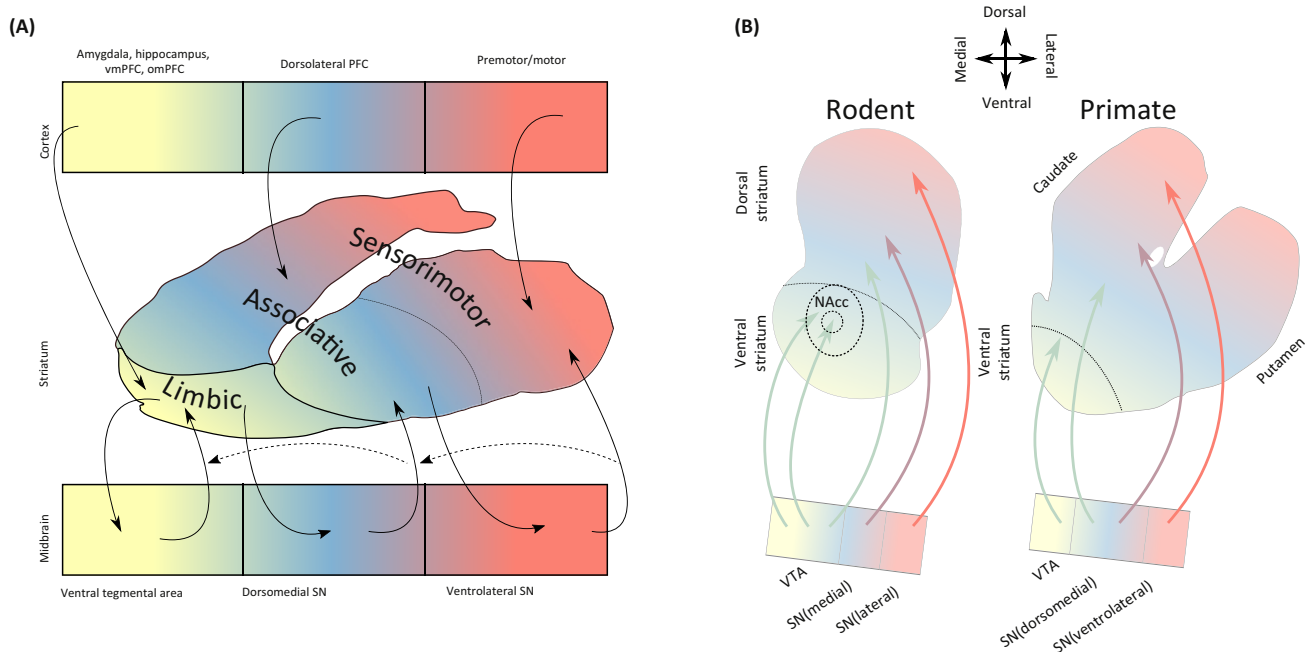 (A)
Amygdala, hippocampus,
vmPFC, omPFC
Dorsolateral PFC
Premotor/motor
Cortex
Striatum
Sensorimotor
Associative
Limbic
Midbrain
Ventral tegmental area
Dorsomedial SN
Ventrolateral SN
(B)
Dorsal
Medial
Lateral
Ventral
Rodent
Primate
Dorsal
striatum
Ventral
striatum
NAcc
VTA
SN(medial)
SN(lateral)
Caudate
Putamen
Ventral
striatum
VTA
SN(dorsomedial)
SN(ventrolateral)